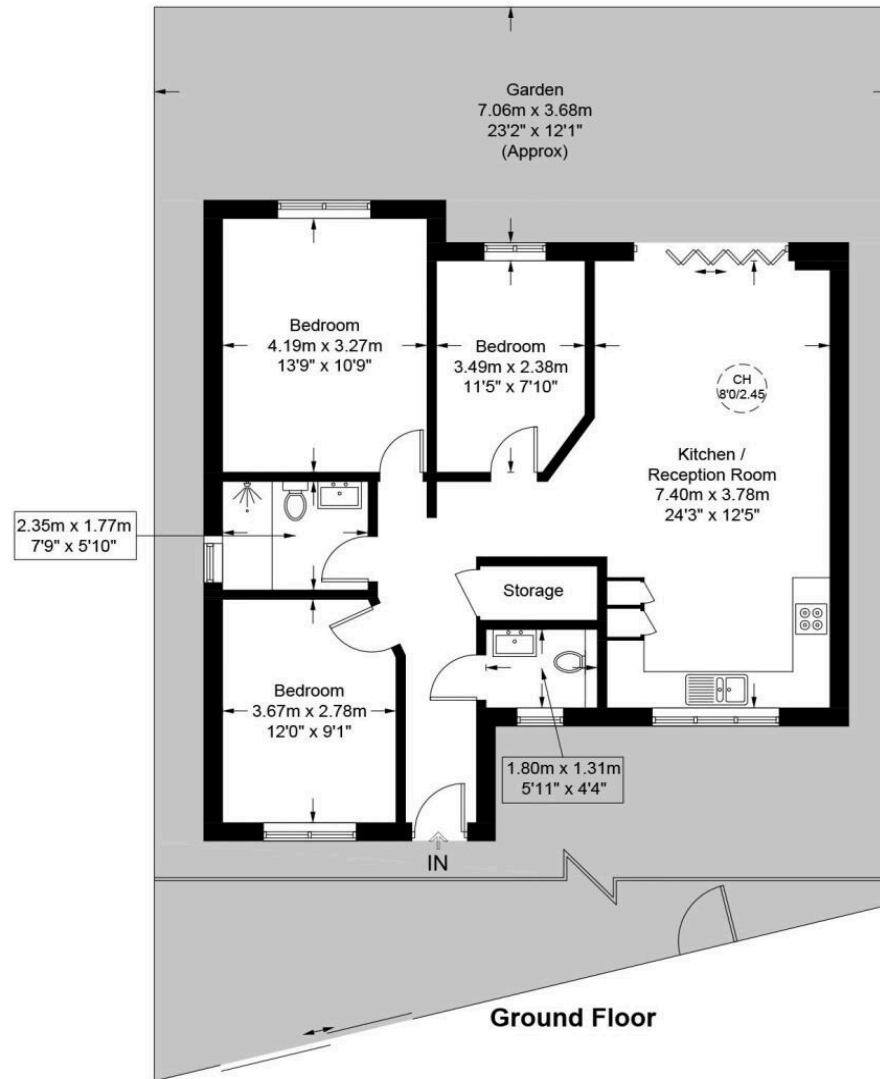 Garden
7.06m x 3.68m
23'2" x 12'1"
(Approx)
Bedroom
4.19m x 3.27m
13'9" x 10'9"
Bedroom
3.49m x 2.38m
11'5" x 7'10"
CH
8'0/2.45
Kitchen /
Reception Room
7.40m x 3.78m
24'3" x 12'5"
2.35m x 1.77m
7'9" x 5'10"
Storage
Bedroom
3.67m x 2.78m
12'0" x 9'1"
1.80m x 1.31m
5'11" x 4'4"
IN
Ground Floor